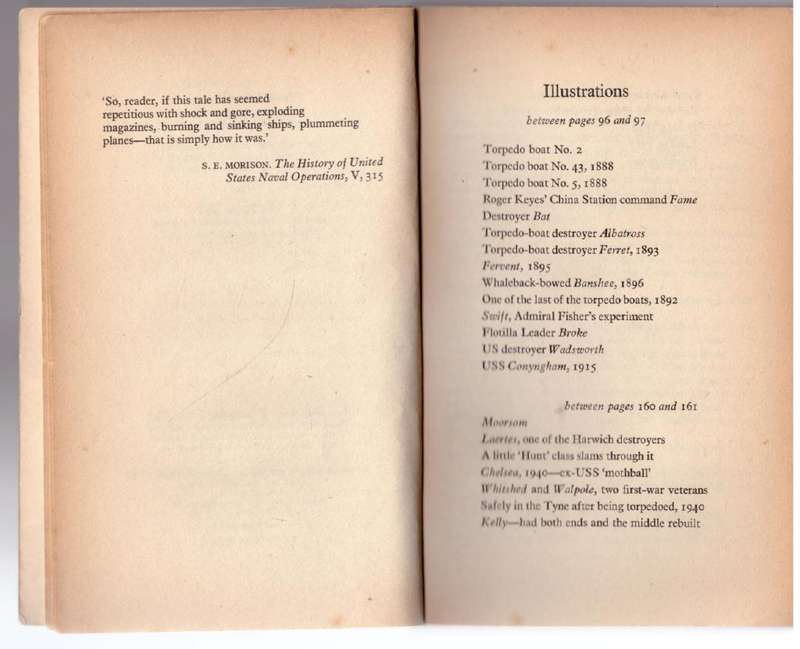 ‘So, reader, if this tale has seemed
repetitious with shock and gore, exploding
magazines, burning and sinking ships, plummeting
planes—that is simply how it was.’
S. E. MORISON. The History of United
States Naval Operations, V, 315
Illustrations
between pages 96 and 97
Torpedo boat No. 2
Torpedo boat No. 43, 1888
Torpedo boat No. 5, 1888
Roger Keyes’ China Station command Fame
Destroyer Bat
Torpedo-boat destroyer Albatross
Torpedo-boat destroyer Ferret, 1893
Fervent, 1895
Whaleback-bowed Banshee, 1896
One of the last of the torpedo boats, 1892
Swift, Admiral Fisher’s experiment
Flotilla Leader Broke
US destroyer Wadsworth
USS Conyngham, 1915
between pages 160 and 161
Moorsom
Laertes, one of the Harwich destroyers
A little ‘Hunt’ class slams through it
Chelsea, 1940—ex-USS ‘mothball’
Whitshed and Walpole, two first-war veterans
Safely in the Tyne after being torpedoed, 1940
Kelly—had both ends and the middle rebuilt